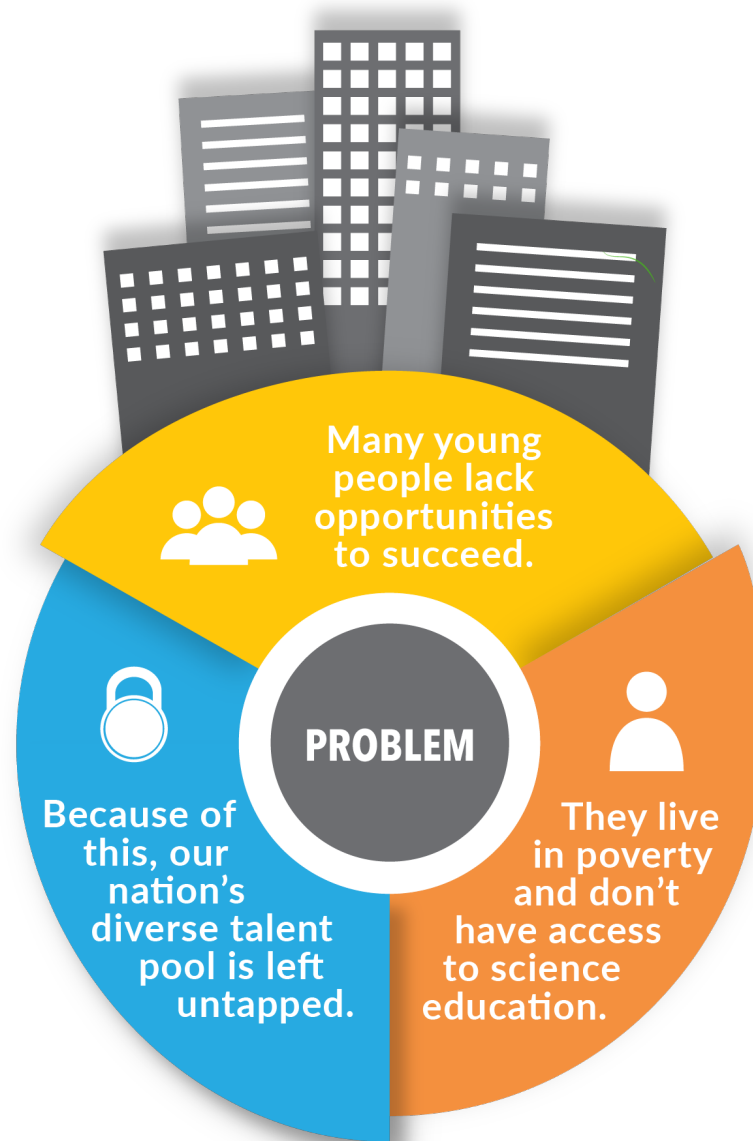 Many young
people lack
opportunities
to succeed.
PROBLEM
They live
in poverty
and don’t
have access
to science
education.
Because of
this, our
nation’s
diverse talent
pool is left
untapped.